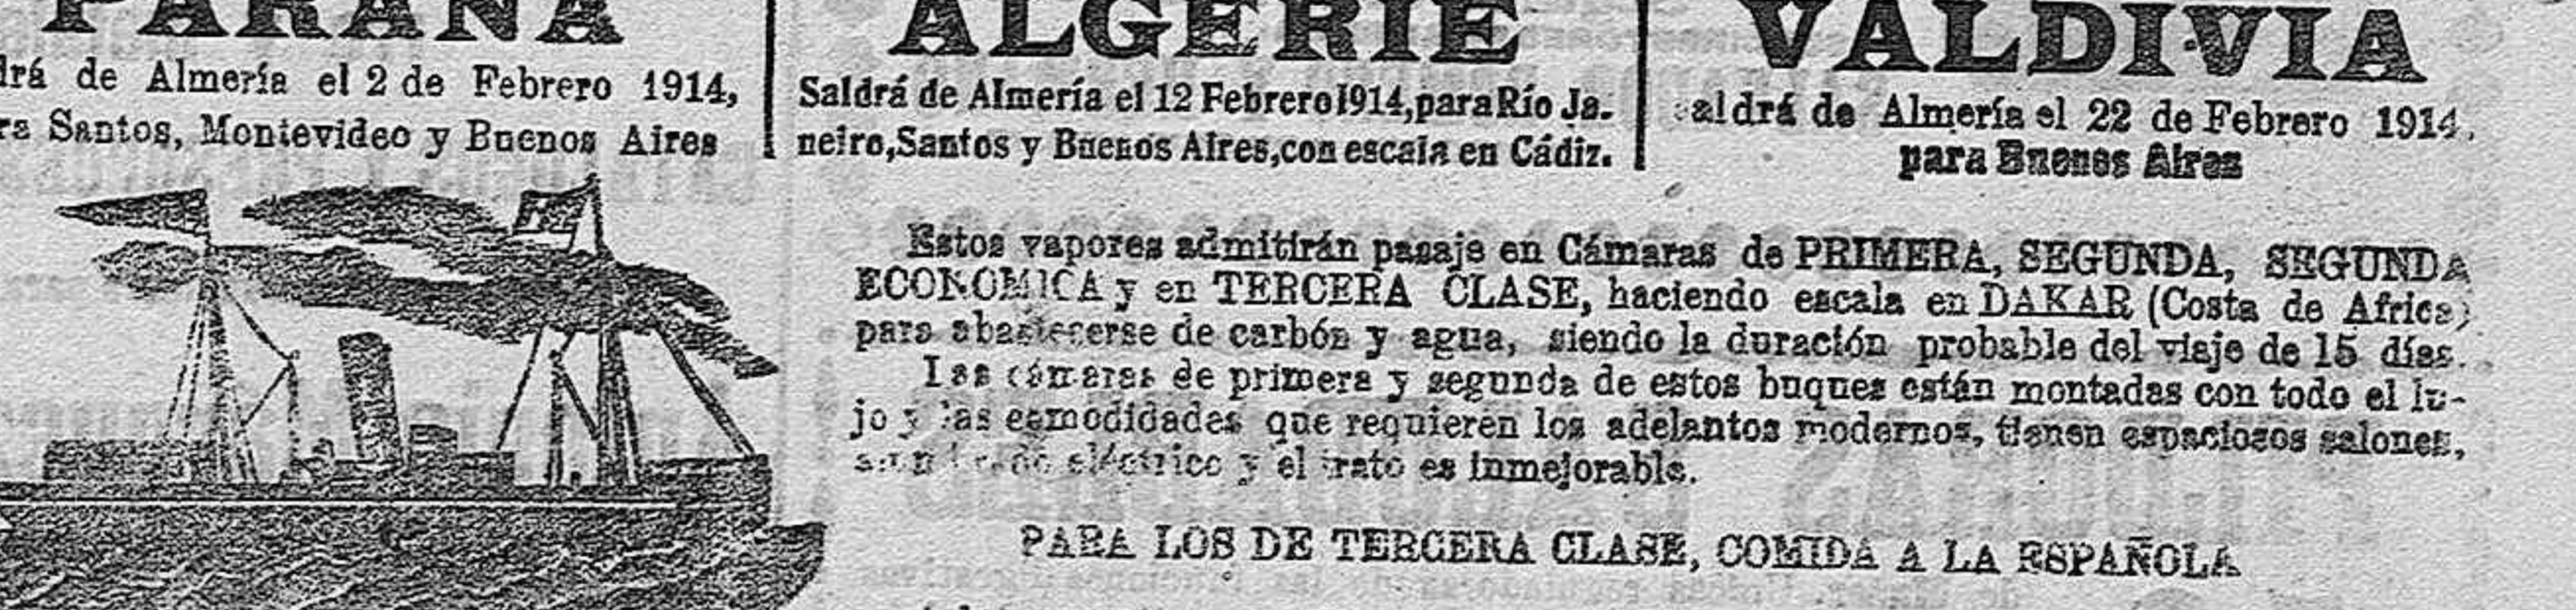 PARANA
drá de Almería el 2 de Febrero 1914,
ra Santos, Montevideo y Buenos Aires
ALGERIE
Saldrá de Almería el 12 Febrero 1914, para Río Ja-
neiro, Santos y Buenos Aires, con escala en Cádiz.
VALDIVIA
aldrá de Almería el 22 de Febrero 1914,
para Buenos Aires
Estos vapores admitirán pasaje en Cámaras de PRIMERA, SEGUNDA, SEGUNDA
ECONOMICA y en TERCERA CLASE, haciendo escala en DAKAR (Costa de Africa)
para abastecerse de carbón y agua, siendo la duración probable del viaje de 15 días.
Las cámaras de primera y segunda de estos buques están montadas con todo el lu-
jo y las comodidades que requieren los adelantos modernos, tienen espaciosos salones,
eléctrico y el trato es inmejorable.
PARA LOS DE TERCERA CLASE, COMIDA A LA ESPAÑOLA